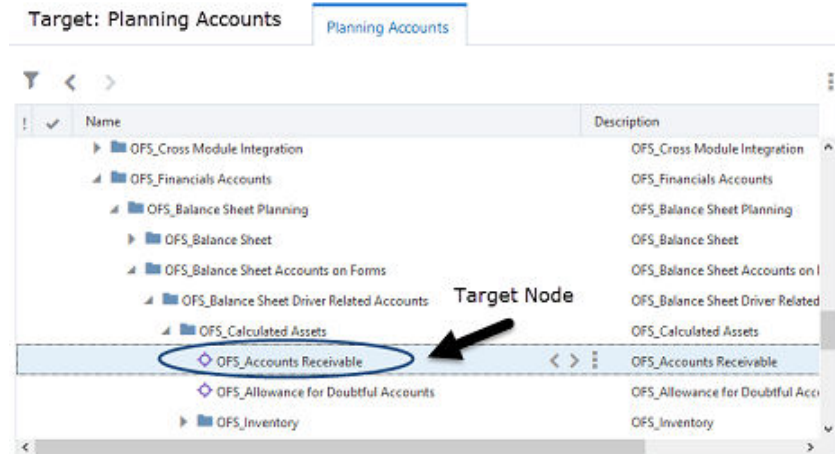 Target: Planning Accounts
Planning Accounts
! Name Description
OFS_Cross Module Integration OFS_Cross Module Integration
OFS_Financials Accounts OFS_Financials Accounts
OFS_Balance Sheet Planning OFS_Balance Sheet Planning
OFS_Balance Sheet OFS_Balance Sheet
OFS_Balance Sheet Accounts on Forms OFS_Balance Sheet Accounts on
Target Node
OFS_Balance Sheet Driver Related Accounts OFS_Balance Sheet Driver Related
OFS_Calculated Assets OFS_Calculated Assets
OFS_Accounts Receivable OFS_Accounts Receivable
OFS_Allowance for Doubtful Accounts OFS_Allowance for Doubtful Acc
OFS_Inventory OFS_Inventory